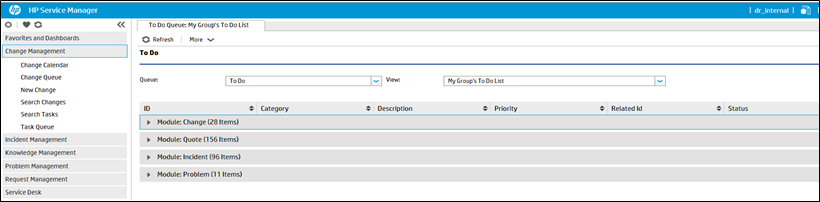 hp HP Service Manager dr_internal
To Do Queue: My Group's To Do List
Refresh More
Favorites and Dashboards
Change Management
Change Calendar
Change Queue
New Change
Search Changes
Search Tasks
Task Queue
Incident Management
Knowledge Management
Problem Management
Request Management
Service Desk
To Do
Queue: To Do View: My Group's To Do List
ID Category Description Priority Related Id Status
Module: Change (28 Items)
Module: Quote (156 Items)
Module: Incident (96 Items)
Module: Problem (11 Items)